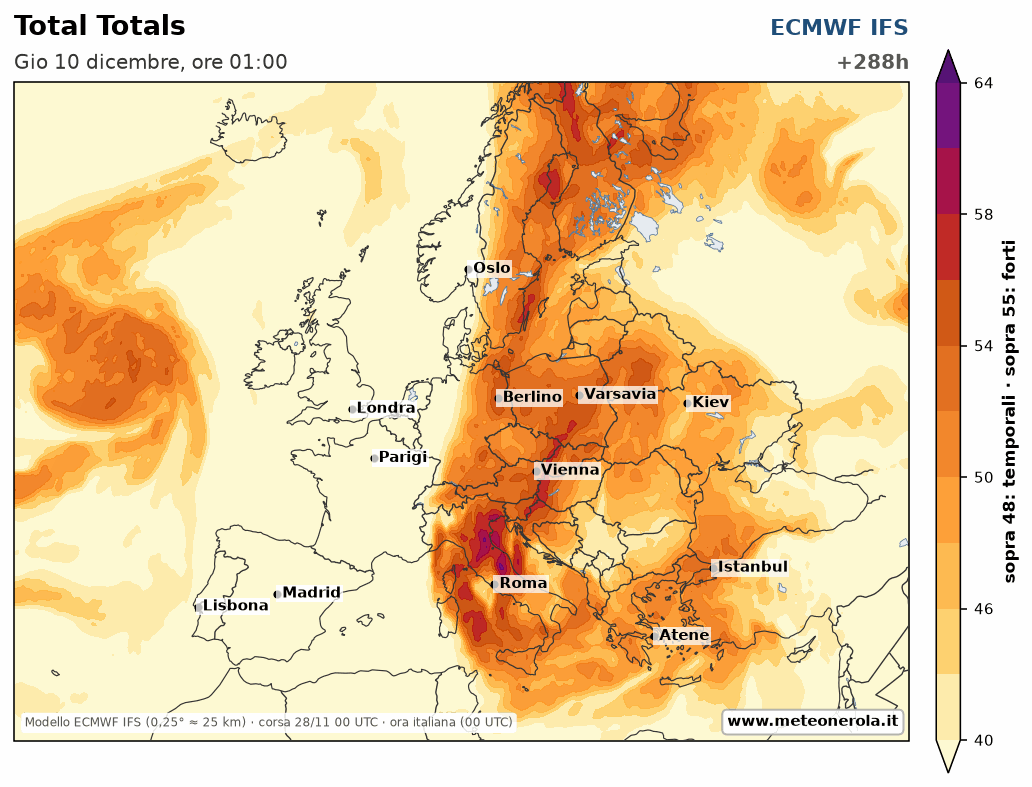 Total Totals
ECMWF IFS
Gio 10 dicembre, ore 01:00
+288h
64
58
54
50
46
40
sopra 48: temporali · sopra 55: forti
Oslo
Berlino
Varsavia
Kiev
Londra
Parigi
Vienna
Istanbul
Roma
Madrid
Lisbona
Atene
Modello ECMWF IFS (0,25° ≈ 25 km) · corsa 28/11 00 UTC · ora italiana (00 UTC)
www.meteonerola.it